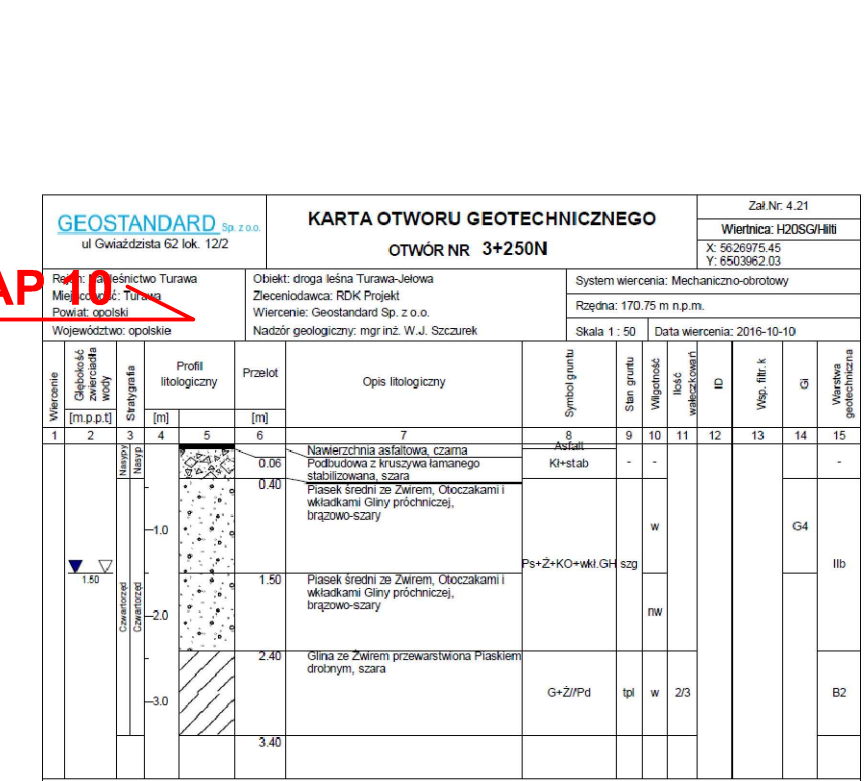 GEOSTANDARD Sp. z o.o.
ul Gwiaździsta 62 lok. 12/2
KARTA OTWORU GEOTECHNICZNEGO
OTWÓR NR 3+250N
Zał.Nr: 4.21
Wiertnica: H20SG/Hilti
X: 5626975.45
Y: 6503962.03
AP 10
Miejscowość: Turawa
Powiat: opolski
Województwo: opolskie
Obiekt: droga leśna Turawa-Jełowa
Zleceniodawca: RDK Projekt
Wiercenie: Geostandard Sp. z o.o.
Nadzór geologiczny: mgr inż. W.J. Szczurek
System wiercenia: Mechaniczno-obrotowy
Rzędna: 170.75 m n.p.m.
Skala 1 : 50
Data wiercenia: 2016-10-10
Wiercenie
Głębokość
zwierciadła
wody
[m.p.p.t]
Stratygrafia
[m]
Profil
litologiczny
Przelot
[m]
Opis litologiczny
Symbol gruntu
Stan gruntu
Wilgotność
Ilość
wałeczkowań
ID
Wsp. filtr. k
Gi
Warstwa
geotechniczna
1 2 3 4 5 6 7 8 9 10 11 12 13 14 15
Nasypy
Nasyp
Nawierzchnia asfaltowa, czarna
Asfalt
0.06
Podbudowa z kruszywa łamanego
stabilizowana, szara
Kł+stab
- - -
0.40
Piasek średni ze Żwirem, Otoczakami i
wkładkami Gliny próchniczej,
brązowo-szary
1.0
w
G4
Ps+Ż+KO+wkł.GH
szg
IIb
1.50
1.50
Piasek średni ze Żwirem, Otoczakami i
wkładkami Gliny próchniczej,
brązowo-szary
Czwartorzęd
Czwartorzęd
2.0
nw
2.40
Glina ze Żwirem przewarstwiona Piaskiem
drobnym, szara
3.0
G+Ż//Pd
tpl
w
2/3
B2
3.40